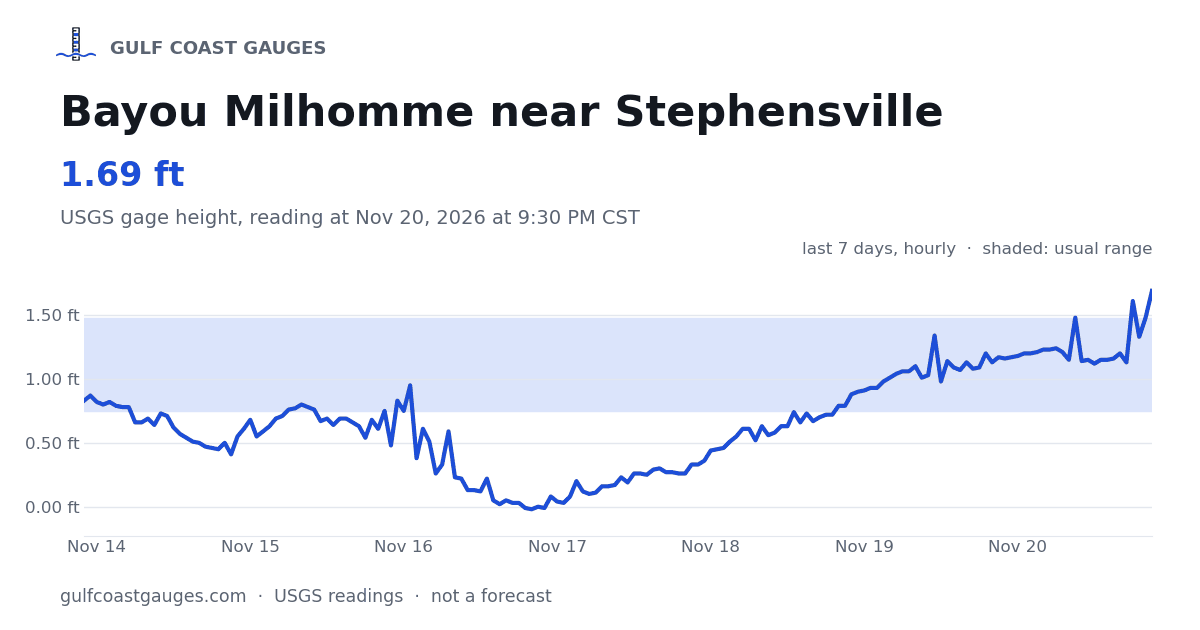 GULF COAST GAUGES
Bayou Milhomme near Stephensville
1.69 ft
USGS gage height, reading at Nov 20, 2026 at 9:30 PM CST
last 7 days, hourly · shaded: usual range
1.50 ft
1.00 ft
0.50 ft
0.00 ft
Nov 14 Nov 15 Nov 16 Nov 17 Nov 18 Nov 19 Nov 20
gulfcoastgauges.com · USGS readings · not a forecast